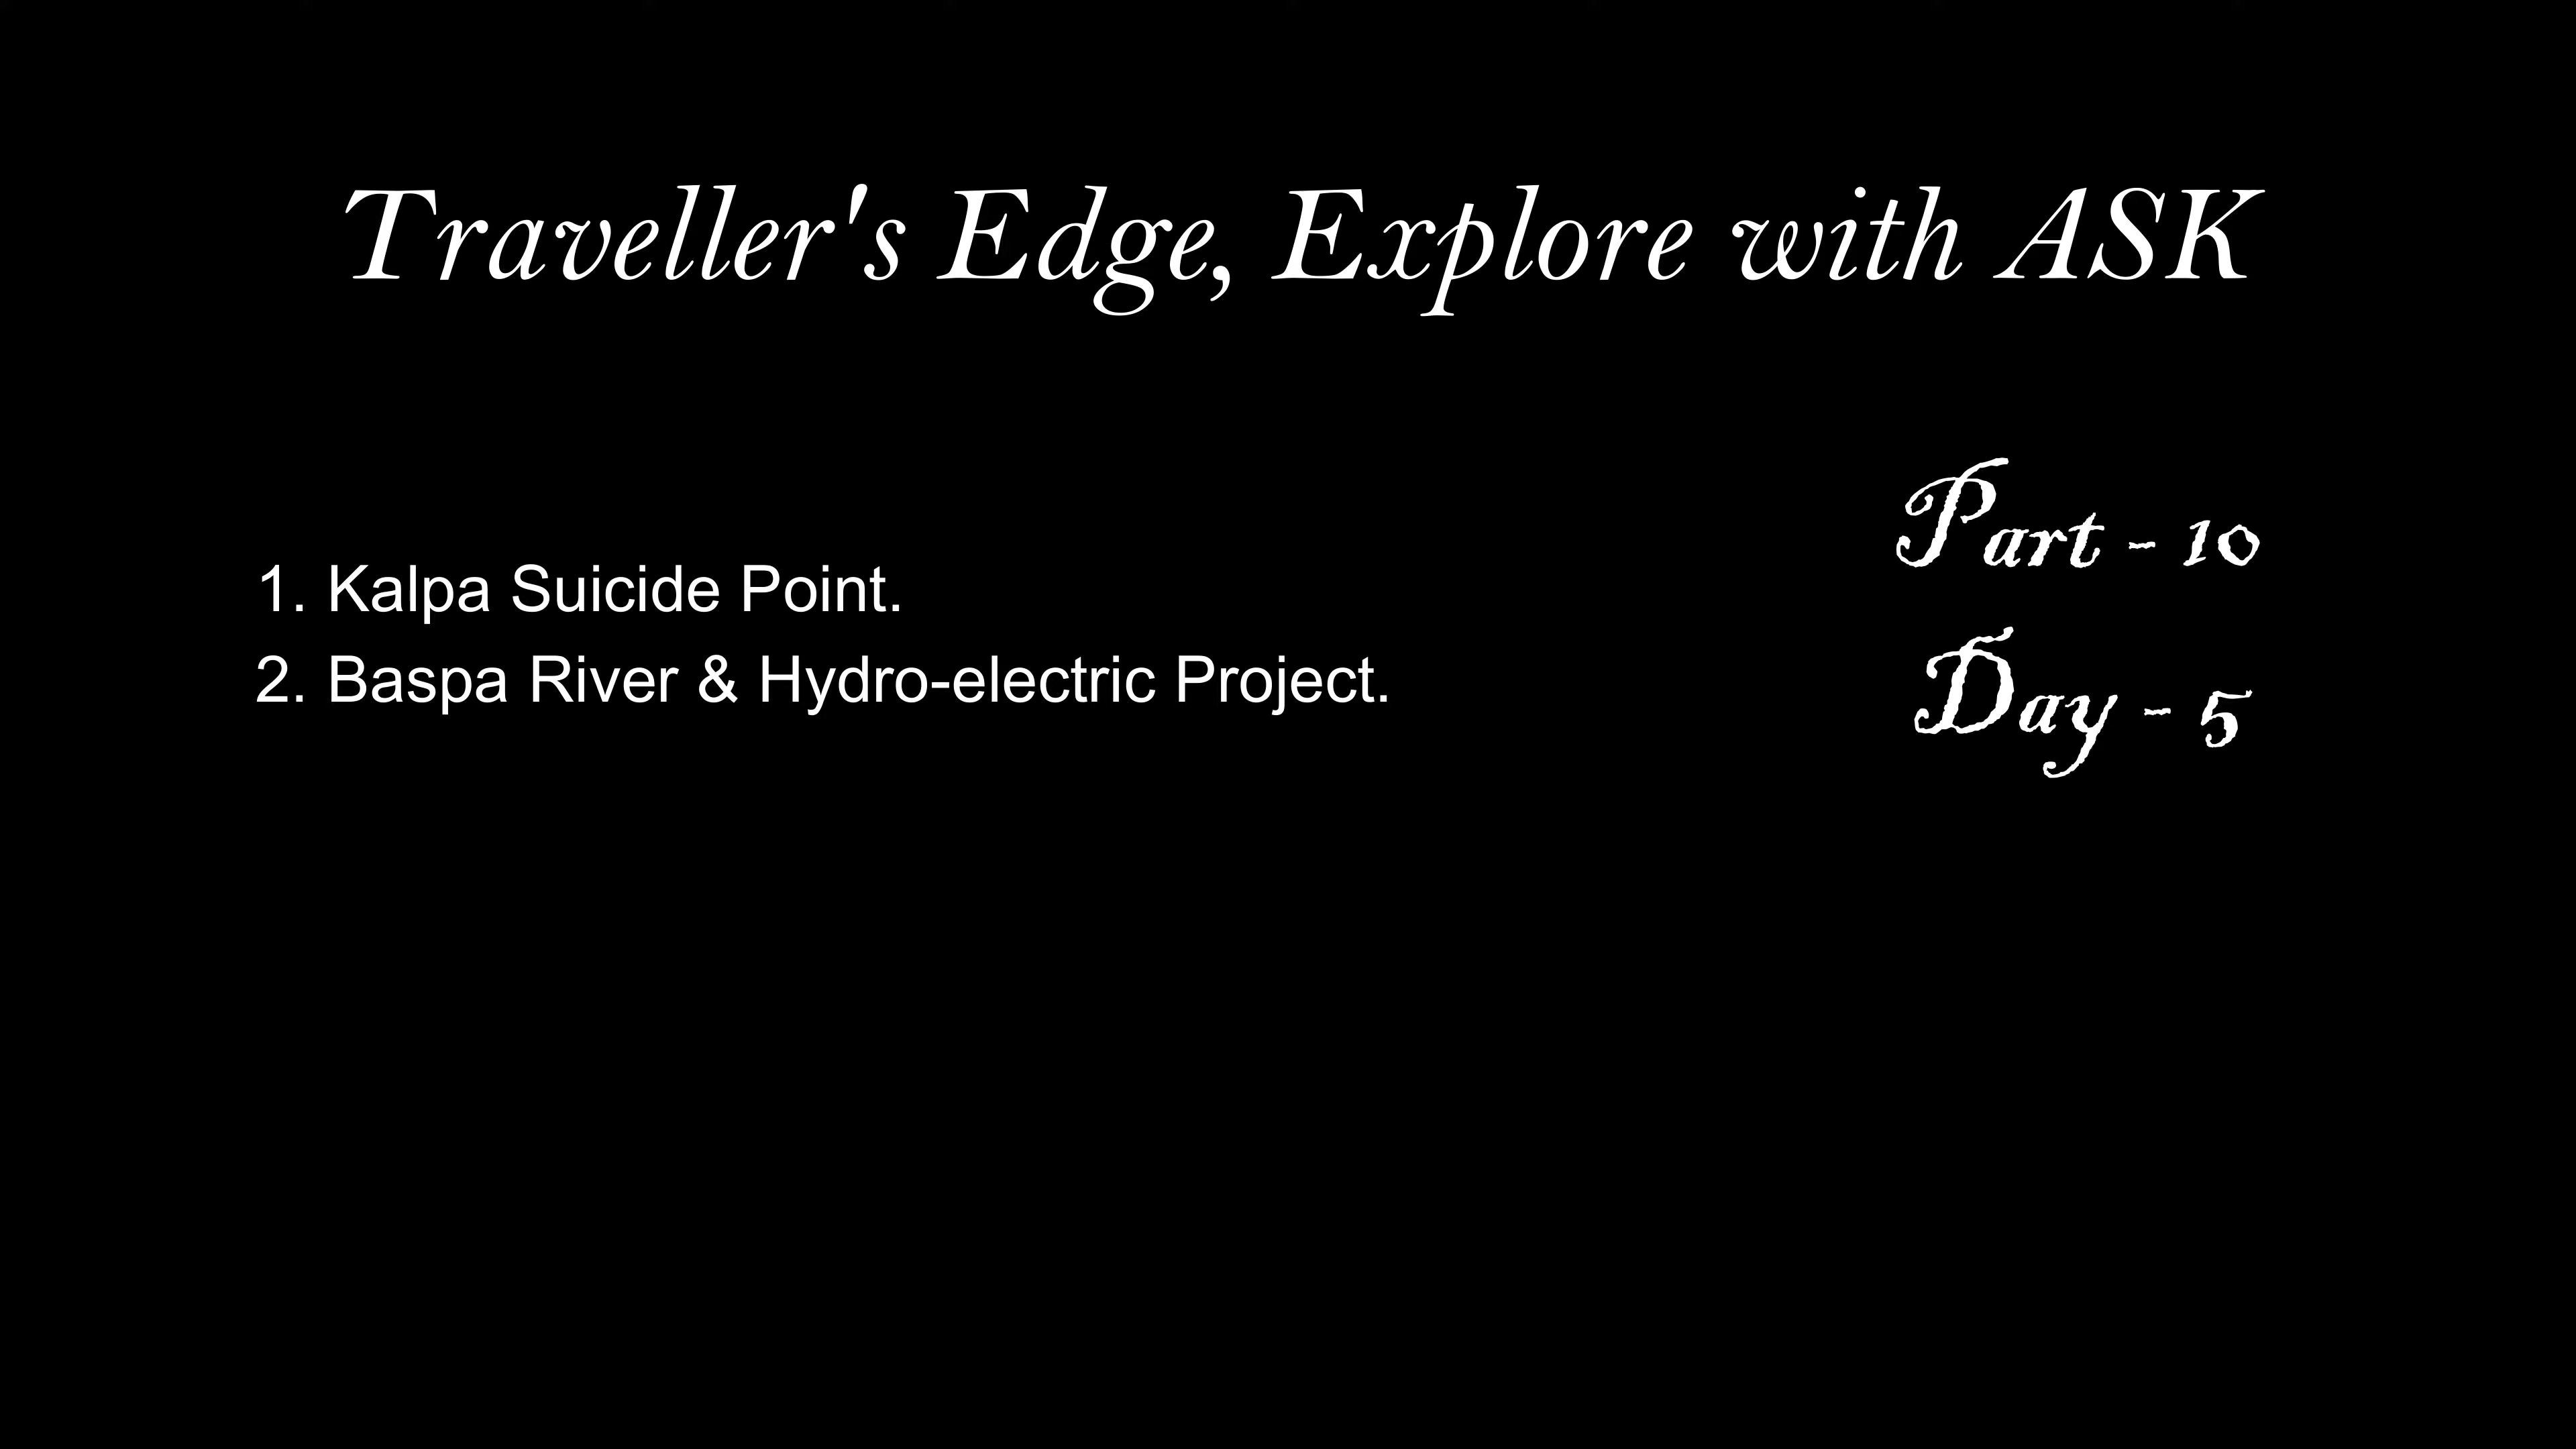 Traveller's Edge, Explore with ASK
Part - 10
1. Kalpa Suicide Point.
2. Baspa River & Hydro-electric Project.
Day - 5